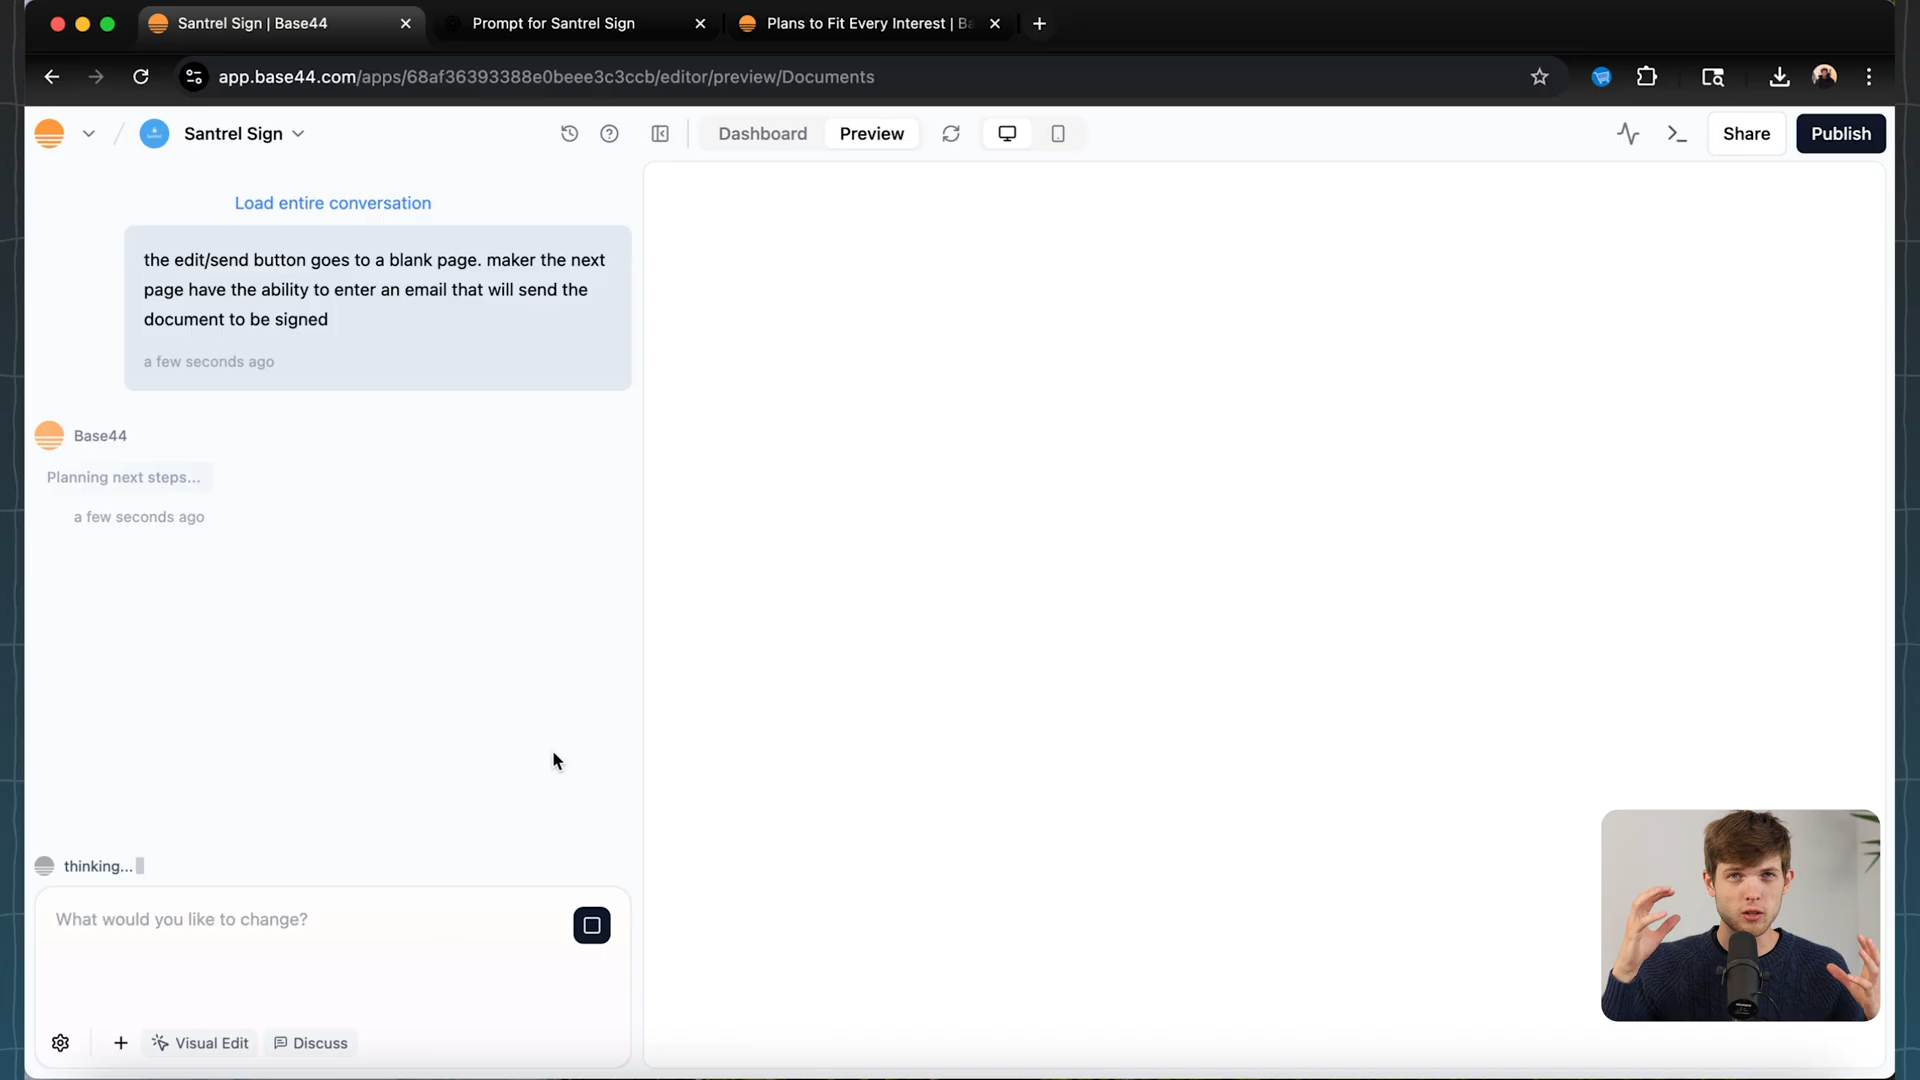 Santrel Sign | Base44
Prompt for Santrel Sign
Plans to Fit Every Interest | Ba
app.base44.com/apps/68af36393388e0beee3c3ccb/editor/preview/Documents
Santrel Sign
Dashboard
Preview
Share
Publish
Load entire conversation
the edit/send button goes to a blank page. maker the next
page have the ability to enter an email that will send the
document to be signed
a few seconds ago
Base44
Planning next steps...
a few seconds ago
thinking...
What would you like to change?
Visual Edit
Discuss